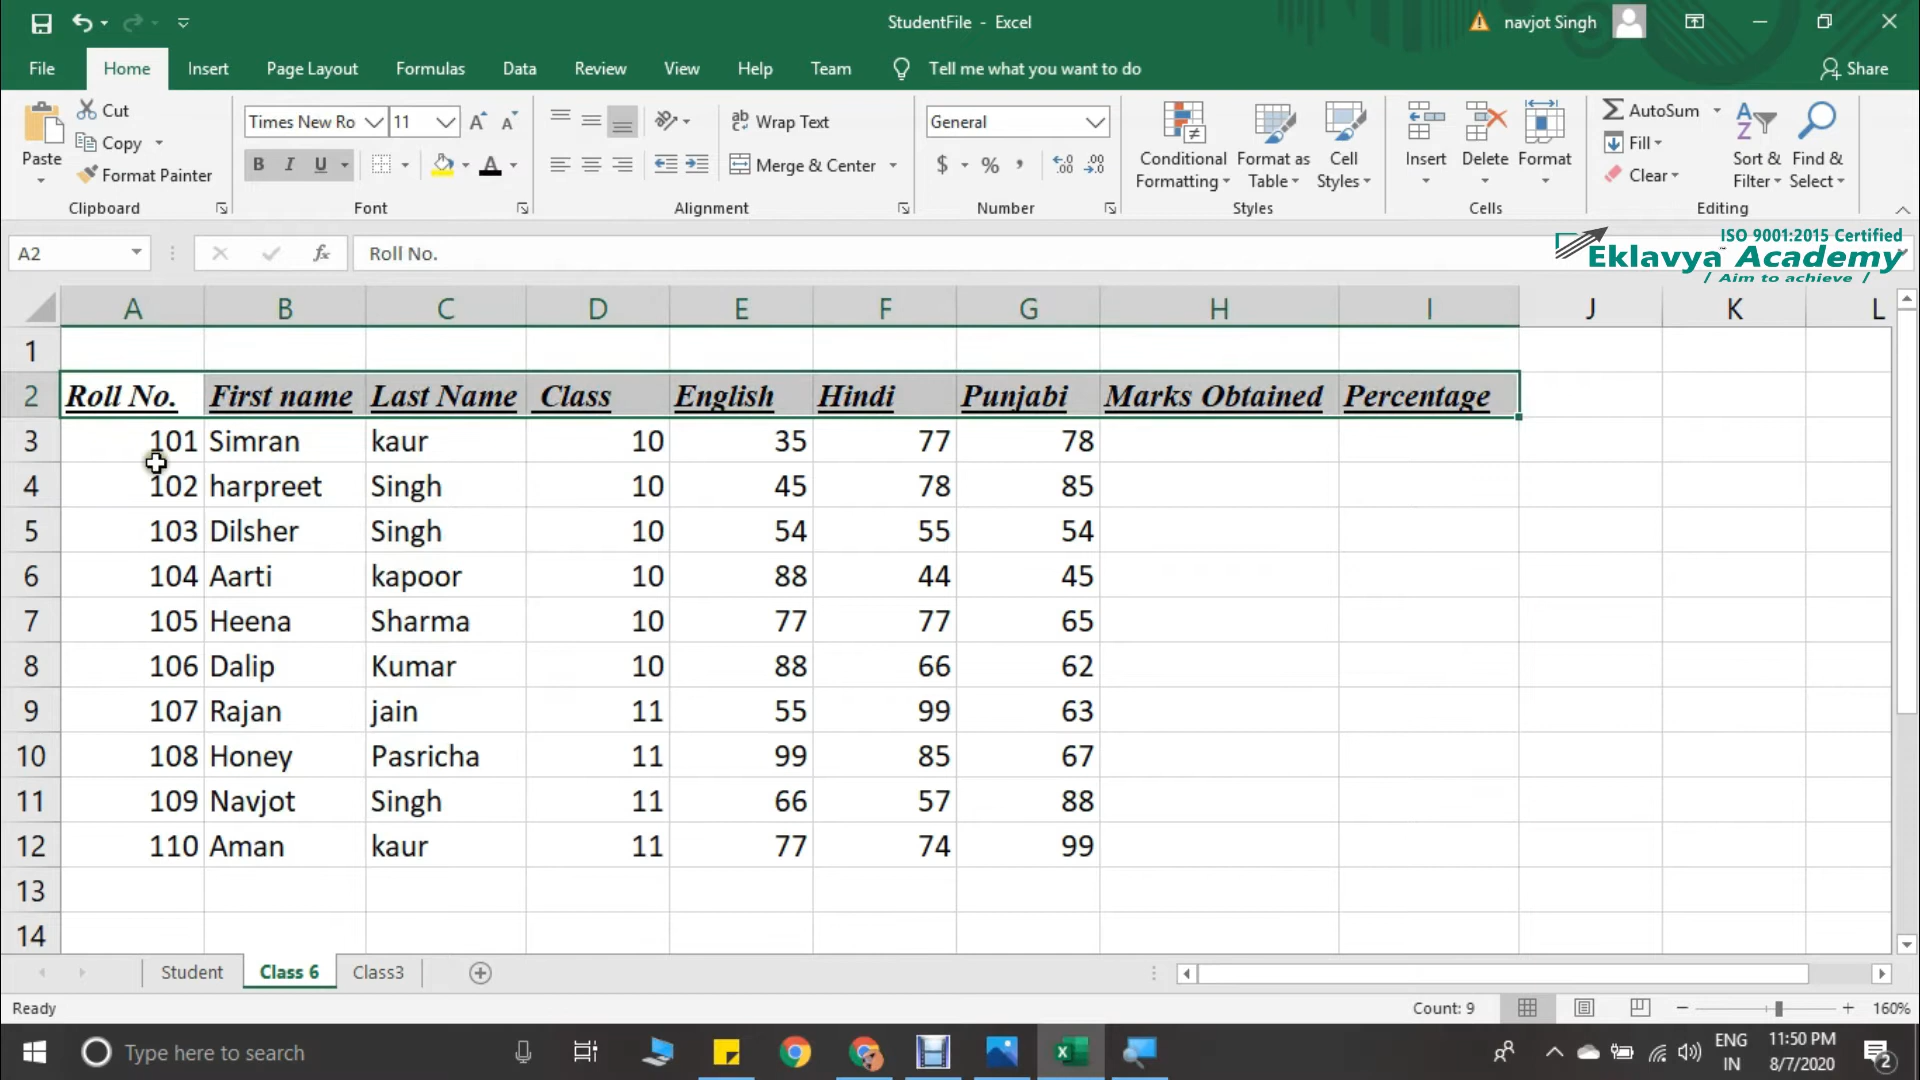 StudentFile - Excel
navjot Singh
File Home Insert Page Layout Formulas Data Review View Help Team Tell me what you want to do Share
Paste
Cut
Copy
Format Painter
Clipboard
Times New Ro 11
B I U
Font
Wrap Text
Merge & Center
Alignment
General
$ % ,
Number
Conditional Formatting
Format as Table
Cell Styles
Styles
Insert Delete Format
Cells
AutoSum
Fill
Clear
Sort & Filter
Find & Select
Editing
A2 fx Roll No.
ISO 9001:2015 Certified
Eklavya Academy
/ Aim to achieve /
A B C D E F G H I J K L
1
2 Roll No. First name Last Name Class English Hindi Punjabi Marks Obtained Percentage
3 101 Simran kaur 10 35 77 78
4 102 harpreet Singh 10 45 78 85
5 103 Dilsher Singh 10 54 55 54
6 104 Aarti kapoor 10 88 44 45
7 105 Heena Sharma 10 77 77 65
8 106 Dalip Kumar 10 88 66 62
9 107 Rajan jain 11 55 99 63
10 108 Honey Pasricha 11 99 85 67
11 109 Navjot Singh 11 66 57 88
12 110 Aman kaur 11 77 74 99
13
14
Student Class 6 Class3
Ready Count: 9 160%
Type here to search
ENG
IN
11:50 PM
8/7/2020
2